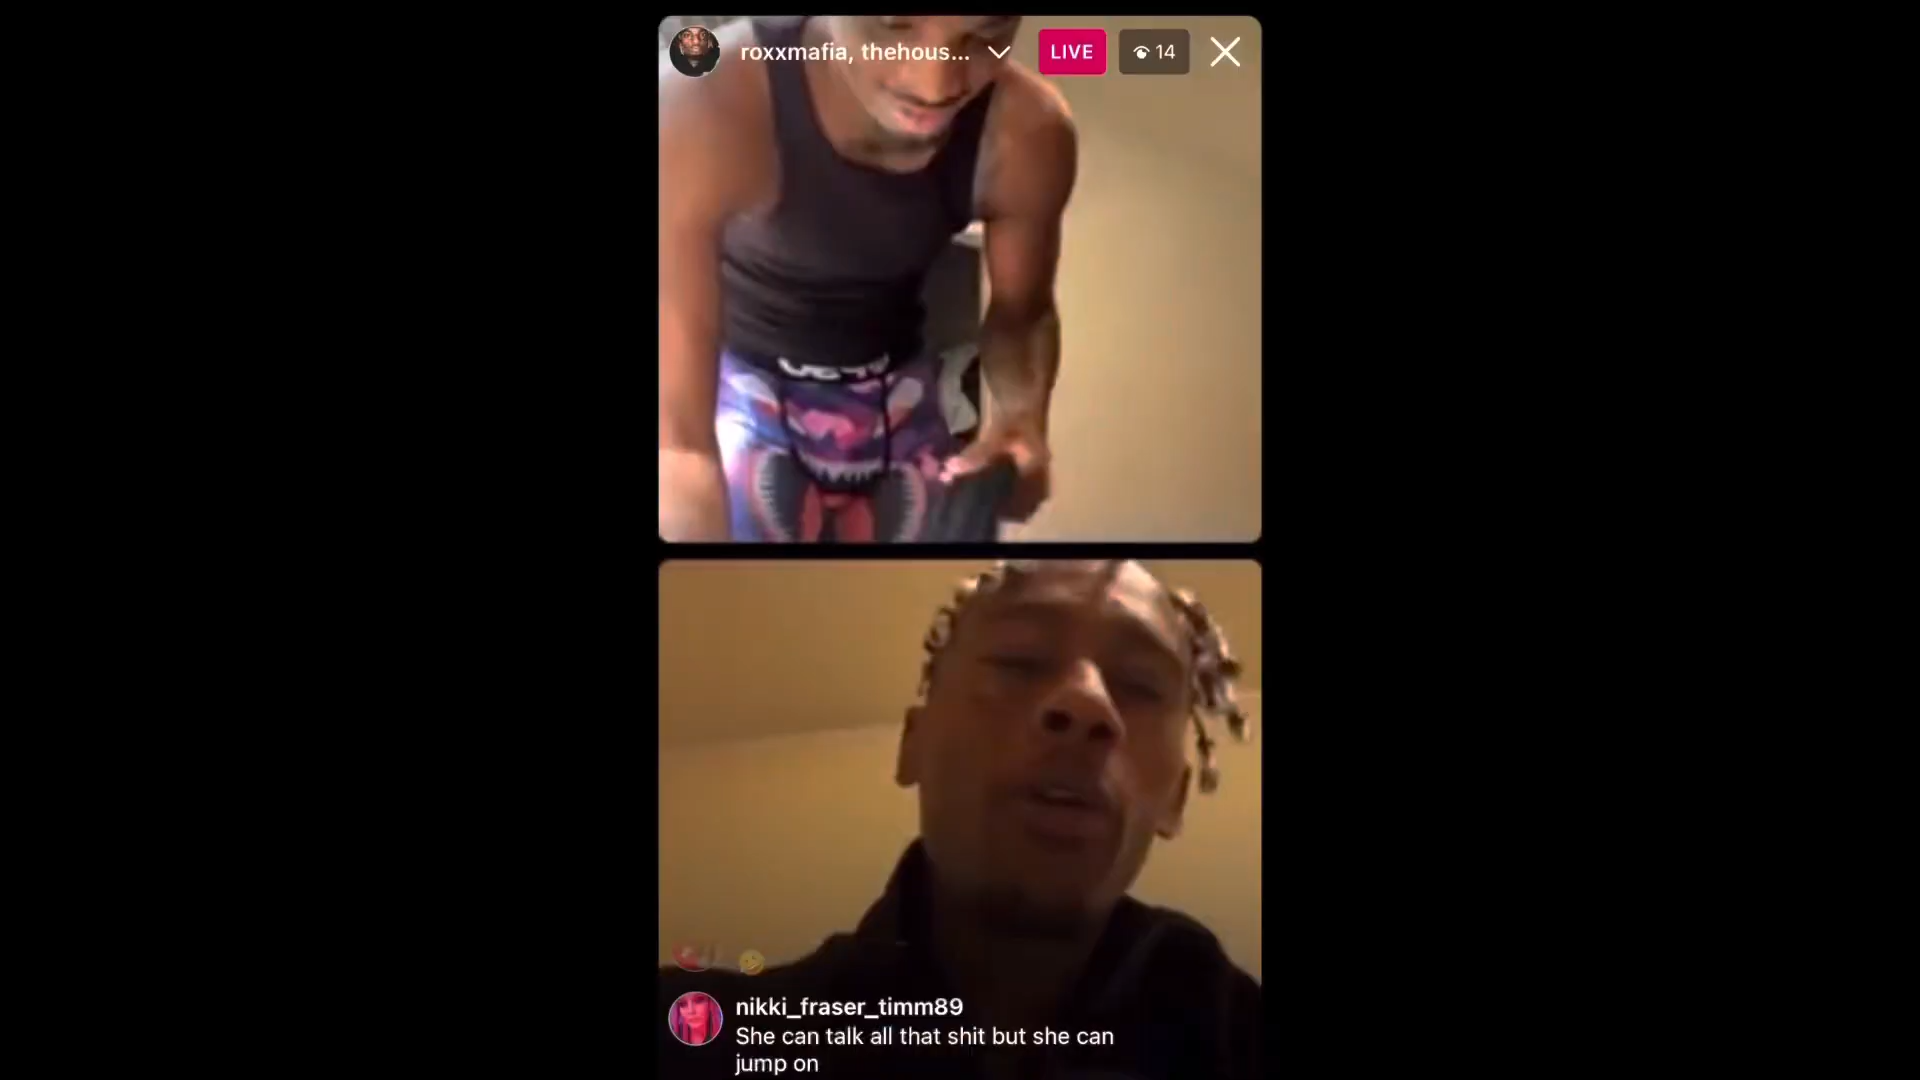 roxxmafia, thehous...
LIVE
14
nikki_fraser_timm89
She can talk all that shit but she can
jump on